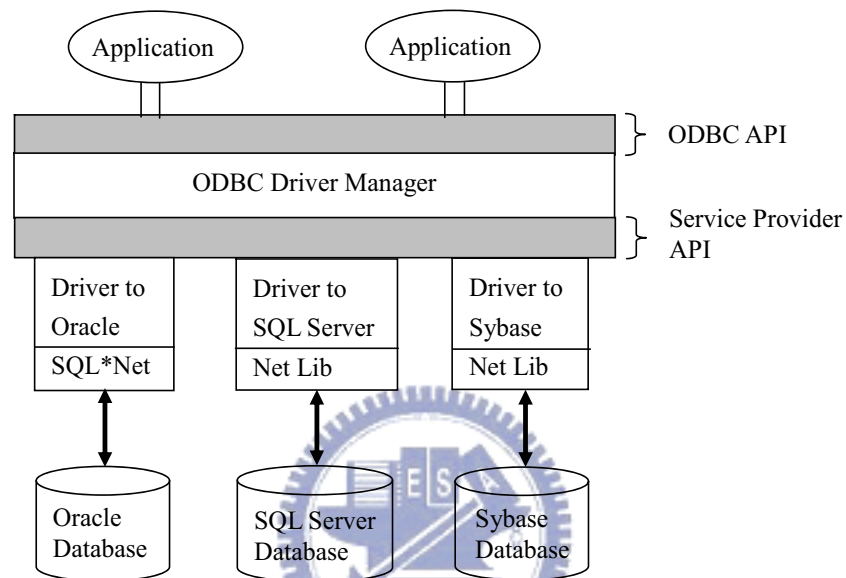 Application
Application
ODBC API
ODBC Driver Manager
Service Provider
API
Driver to
Oracle
SQL*Net
Driver to
SQL Server
Net Lib
Driver to
Sybase
Net Lib
E S A
Oracle
Database
SQL Server
Database
Sybase
Database